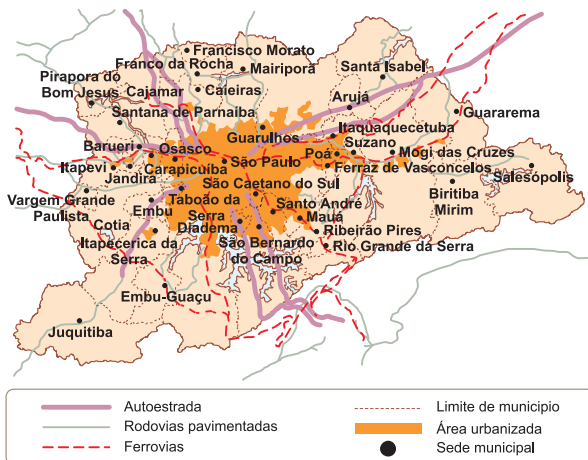 Francisco Morato
Franco da Rocha
Mairiporã
Pirapora do
Bom Jesus
Cajamar
Caieiras
Santa Isabel
Santana de Parnaiba
Arujá
Guararema
Guarulhos
Itaquaquecetuba
Barueri
Osasco
Suzano
Poá
Mogi das Cruzes
Itapevi
Carapicuiba
São Paulo
Ferraz de Vasconcelos
Jandira
Salesópolis
São Caetano do Sul
Vargem Grande
Paulista
Embu
Taboão da
Serra
Santo André
Biritiba
Mirim
Cotia
Diadema
Mauá
Itapecerica da
Serra
São Bernardo
do Campo
Ribeirão Pires
Rio Grande da Serra
Embu-Guaçu
Juquitiba
Autoestrada
Rodovias pavimentadas
Ferrovias
Limite de municipio
Área urbanizada
Sede municipal